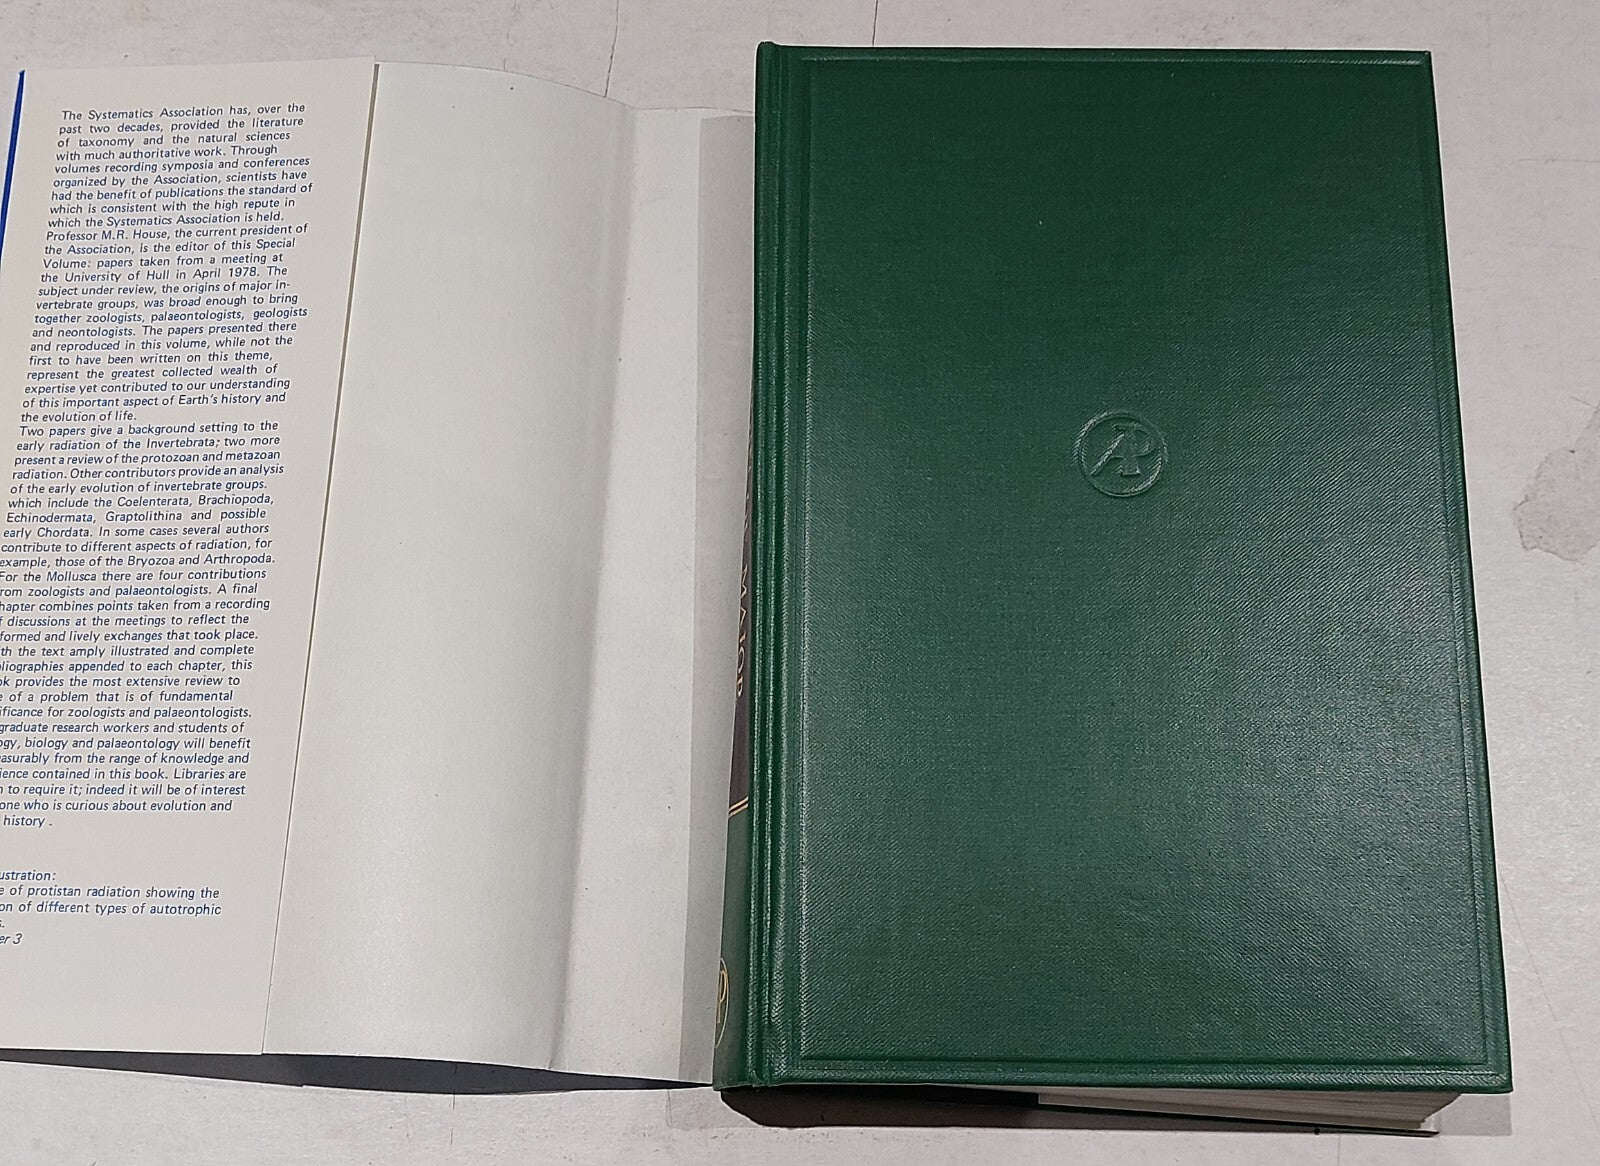 The Systematics Association has, over the
past two decades, provided the literature
of taxonomy and the natural sciences
with much authoritative work. Through
volumes recording symposia and conferences
organized by the Association, scientists have
had the benefit of publications the standard of
which is consistent with the high repute in
which the Systematics Association is held.
Professor M.R. House, the current president of
the Association, is the editor of this Special
Volume: papers taken from a meeting at
the University of Hull in April 1978. The
subject under review, the origins of major in-
vertebrate groups, was broad enough to bring
together zoologists, palaeontologists, geologists
and neontologists. The papers presented there
and reproduced in this volume, while not the
first to have been written on this theme,
represent the greatest collected wealth of
expertise yet contributed to our understanding
of this important aspect of Earth's history and
the evolution of life.
Two papers give a background setting to the
early radiation of the Invertebrata; two more
present a review of the protozoan and metazoan
radiation. Other contributors provide an analysis
of the early evolution of invertebrate groups.
which include the Coelenterata, Brachiopoda,
Echinodermata, Graptolithina and possible
early Chordata. In some cases several authors
contribute to different aspects of radiation, for
example, those of the Bryozoa and Arthropoda.
For the Mollusca there are four contributions
rom zoologists and palaeontologists. A final
hapter combines points taken from a recording
f discussions at the meetings to reflect the
formed and lively exchanges that took place.
th the text amply illustrated and complete
liographies appended to each chapter, this
ok provides the most extensive review to
e of a problem that is of fundamental
ificance for zoologists and palaeontologists.
graduate research workers and students of
ogy, biology and palaeontology will benefit
asurably from the range of knowledge and
ience contained in this book. Libraries are
n to require it; indeed it will be of interest
one who is curious about evolution and
history .
ustration:
e of protistan radiation showing the
on of different types of autotrophic
s.
er 3
MAJOR
AP